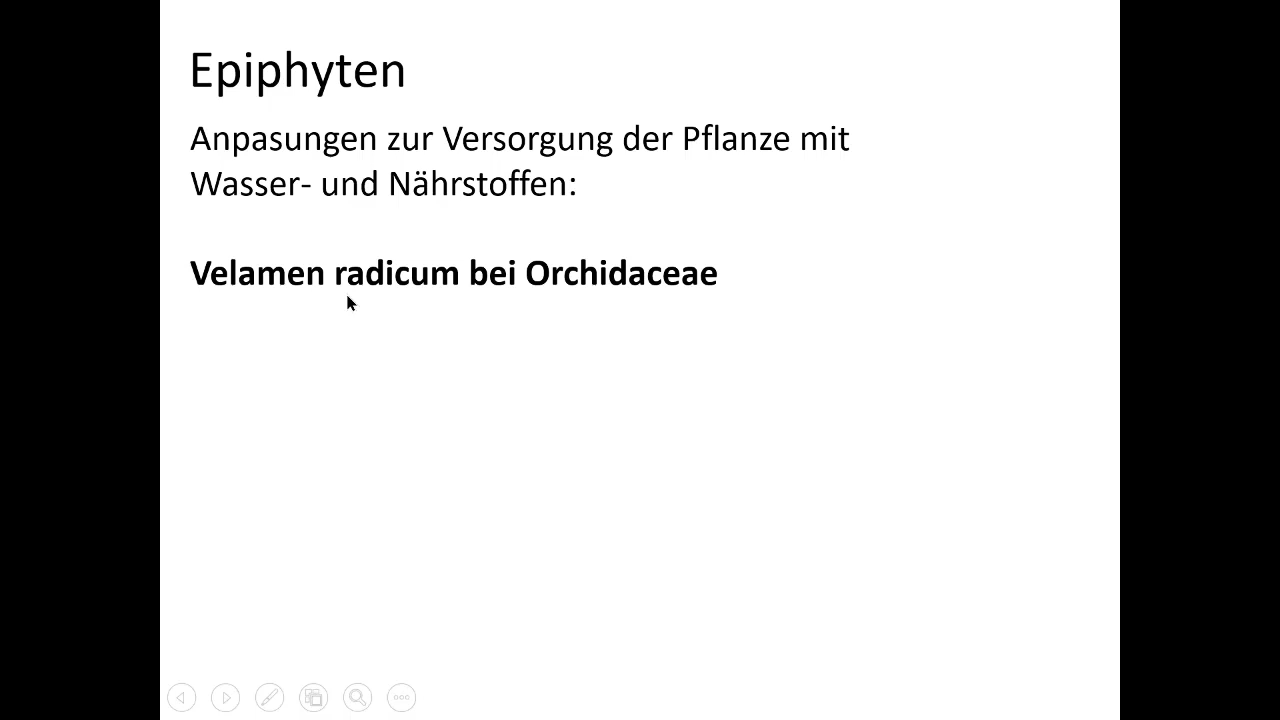 Epiphyten
Anpasungen zur Versorgung der Pflanze mit
Wasser- und Nährstoffen:
Velamen radicum bei Orchidaceae